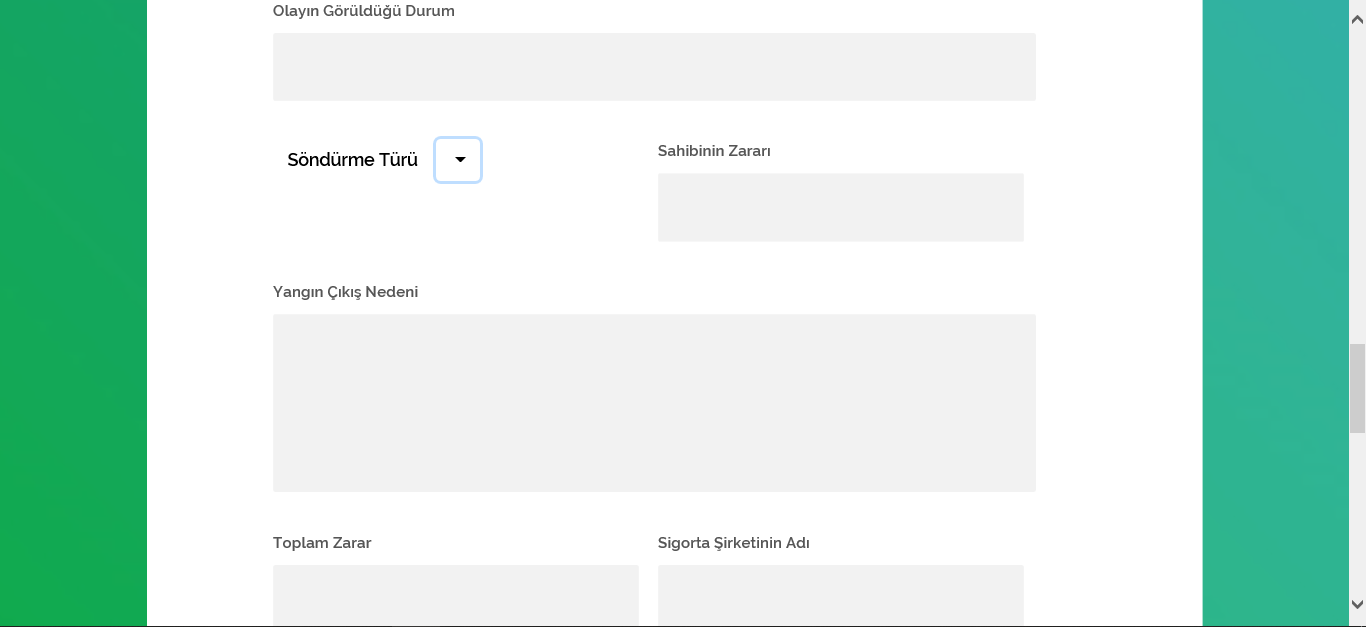 Olayın Görüldüğü Durum
Söndürme Türü
Sahibinin Zararı
Yangın Çıkış Nedeni
Toplam Zarar
Sigorta Şirketinin Adı